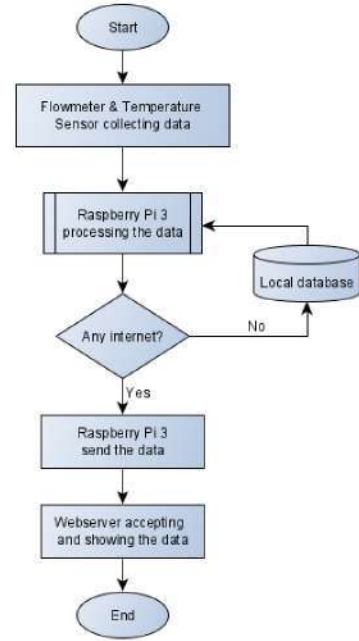 Start
Flowmeter & Temperature
Sensor collecting data
Raspberry Pi 3
processing the data
Local database
Any internet?
No
Yes
Raspberry Pi 3
send the data
Webserver accepting
and showing the data
End